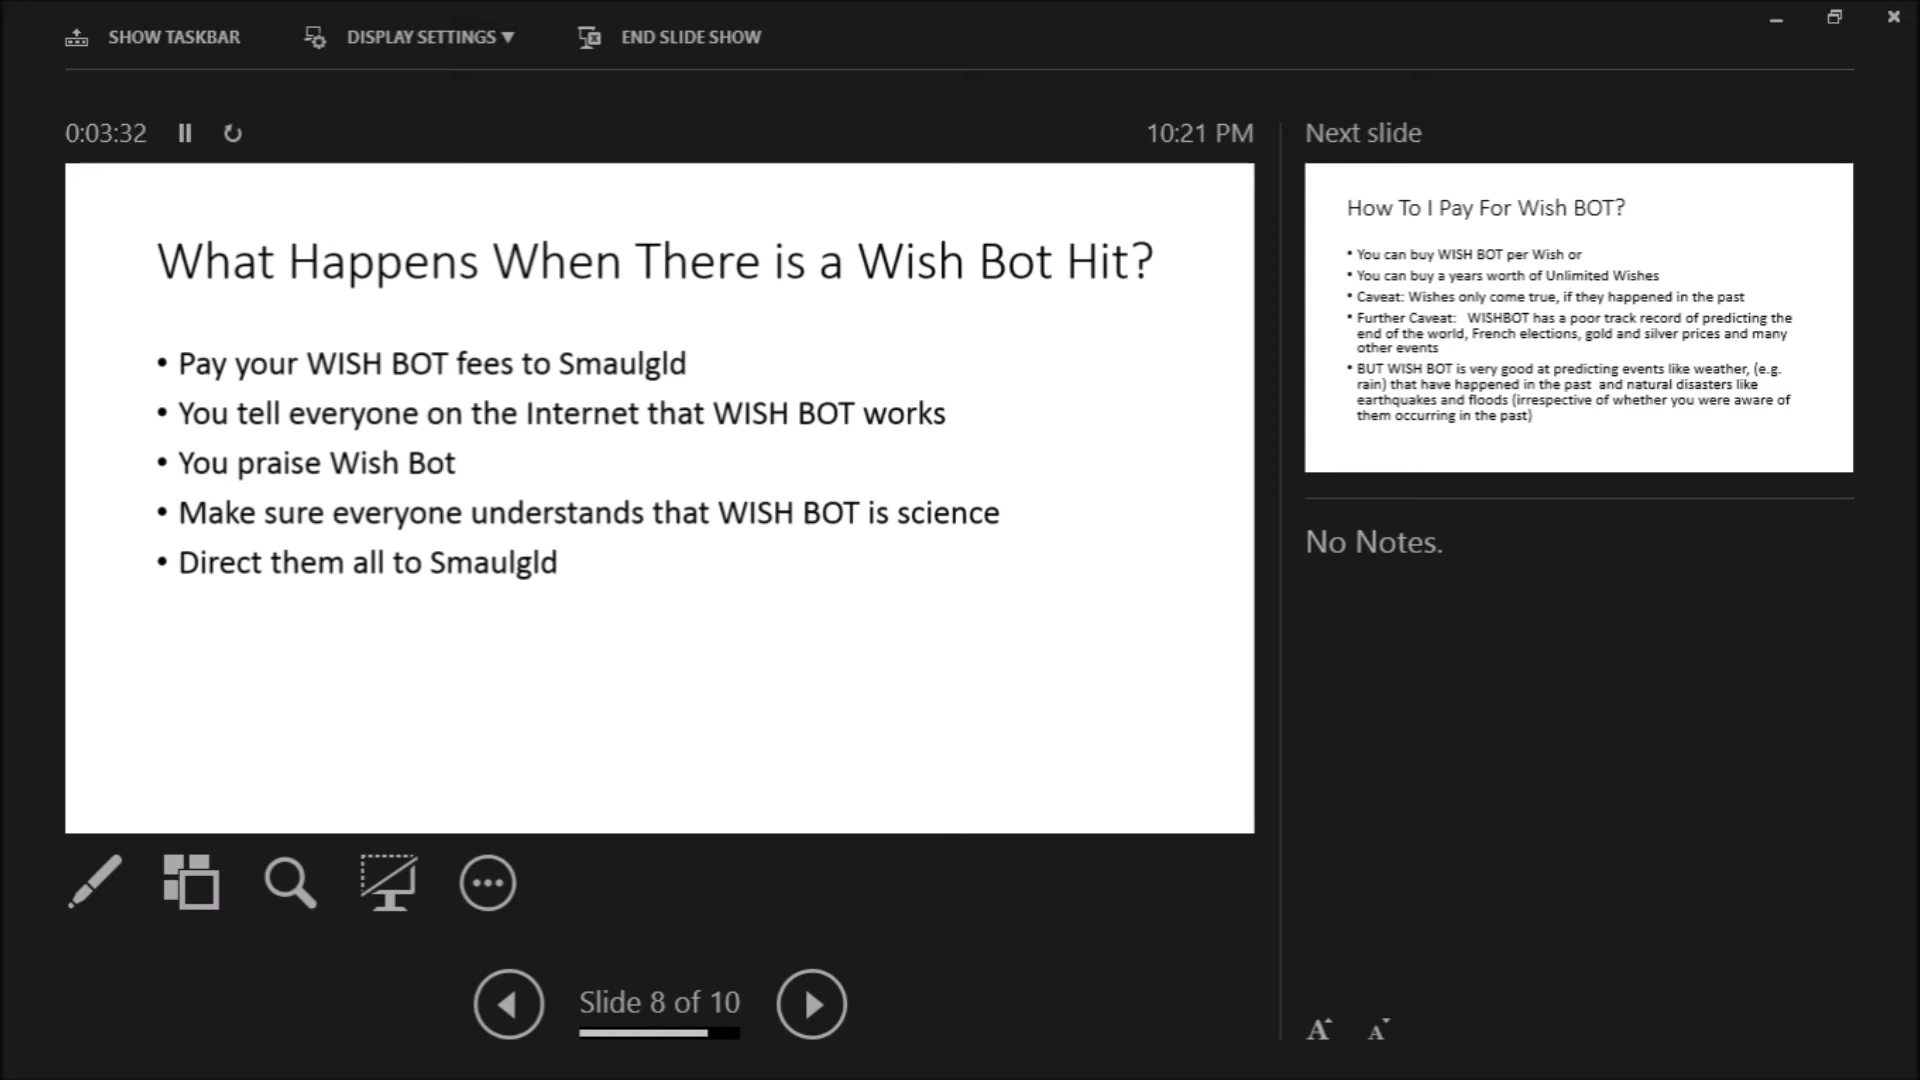 SHOW TASKBAR
DISPLAY SETTINGS
END SLIDE SHOW
0:03:32
10:21 PM
What Happens When There is a Wish Bot Hit?
• Pay your WISH BOT fees to Smaulgld
• You tell everyone on the Internet that WISH BOT works
• You praise Wish Bot
• Make sure everyone understands that WISH BOT is science
• Direct them all to Smaulgld
Slide 8 of 10
Next slide
How To I Pay For Wish BOT?
• You can buy WISH BOT per Wish or
• You can buy a years worth of Unlimited Wishes
• Caveat: Wishes only come true, if they happened in the past
• Further Caveat: WISHBOT has a poor track record of predicting the
end of the world, French elections, gold and silver prices and many
other events
• BUT WISH BOT is very good at predicting events like weather, (e.g.
rain) that have happened in the past and natural disasters like
earthquakes and floods (irrespective of whether you were aware of
them occurring in the past)
No Notes.
A A